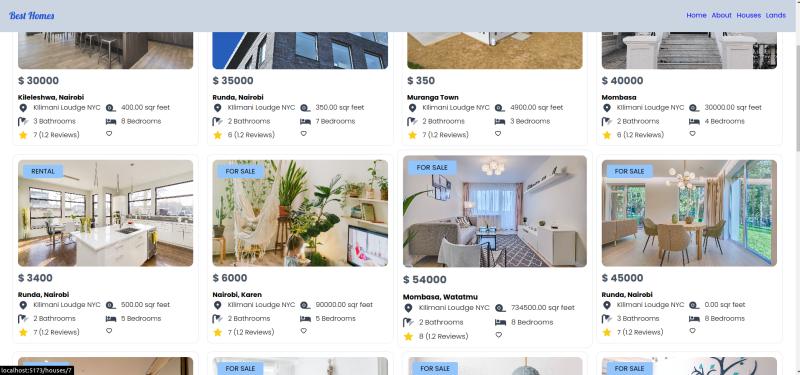 Best Homes
Home About Houses Lands
$ 30000
Kileleshwa, Nairobi
Kilimani Loudge NYC 400.00 sqr feet
3 Bathrooms 8 Bedrooms
7 (1.2 Reviews)
$ 35000
Runda, Nairobi
Kilimani Loudge NYC 350.00 sqr feet
2 Bathrooms 7 Bedrooms
6 (1.2 Reviews)
$ 350
Muranga Town
Kilimani Loudge NYC 4900.00 sqr feet
2 Bathrooms 3 Bedrooms
7 (1.2 Reviews)
$ 40000
Mombasa
Kilimani Loudge NYC 30000.00 sqr feet
2 Bathrooms 4 Bedrooms
6 (1.2 Reviews)
RENTAL
$ 3400
Runda, Nairobi
Kilimani Loudge NYC 500.00 sqr feet
2 Bathrooms 5 Bedrooms
7 (1.2 Reviews)
FOR SALE
$ 6000
Nairobi, Karen
Kilimani Loudge NYC 90000.00 sqr feet
2 Bathrooms 5 Bedrooms
7 (1.2 Reviews)
FOR SALE
$ 54000
Mombasa, Watatmu
Kilimani Loudge NYC 734500.00 sqr feet
2 Bathrooms 8 Bedrooms
8 (1.2 Reviews)
FOR SALE
$ 45000
Runda, Nairobi
Kilimani Loudge NYC 0.00 sqr feet
3 Bathrooms 8 Bedrooms
7 (1.2 Reviews)
FOR SALE
FOR SALE
FOR SALE
localhost:5173/houses/7